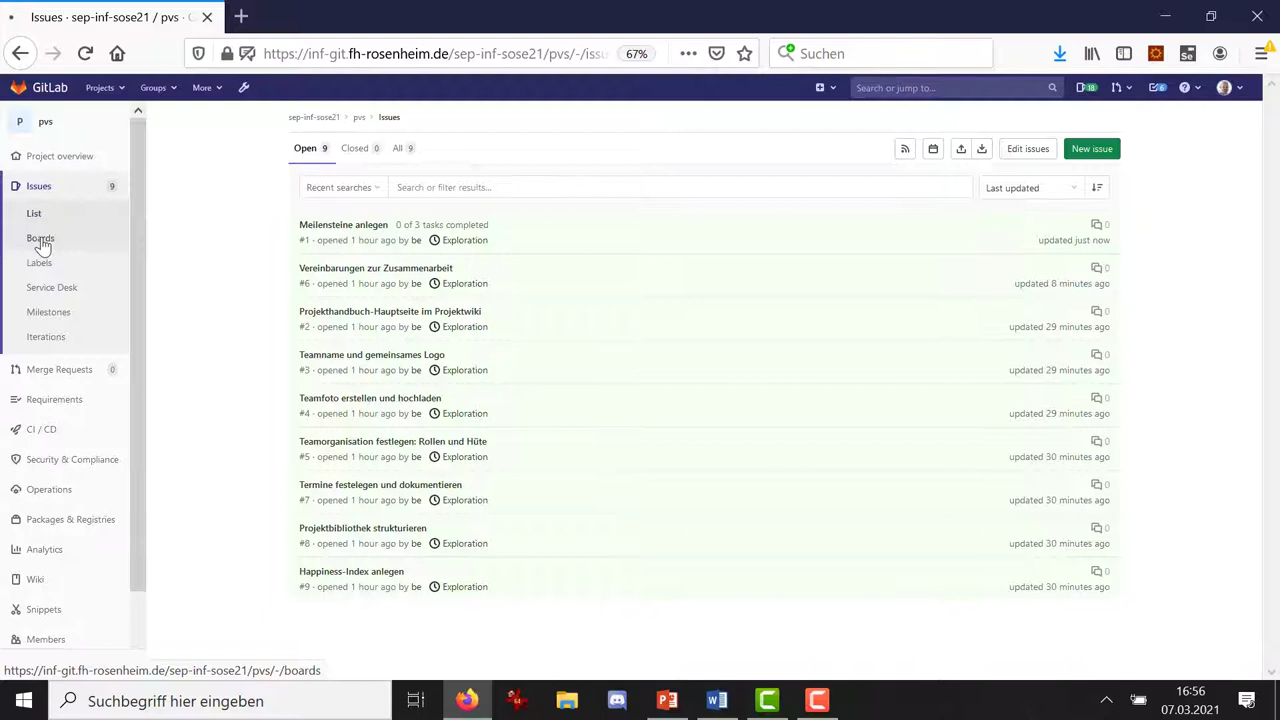 Issues · sep-inf-sose21 / pvs · G
https://inf-git.fh-rosenheim.de/sep-inf-sose21/pvs/-/issu
67%
Suchen
GitLab
Projects
Groups
More
Search or jump to...
18
6
P
pvs
Project overview
Issues
9
List
Boards
Labels
Service Desk
Milestones
Iterations
Merge Requests
0
Requirements
CI / CD
Security & Compliance
Operations
Packages & Registries
Analytics
Wiki
Snippets
Members
sep-inf-sose21 › pvs › Issues
Open 9
Closed 0
All 9
Edit issues
New issue
Recent searches
Search or filter results...
Last updated
Meilensteine anlegen 0 of 3 tasks completed
0
#1 · opened 1 hour ago by be Exploration
updated just now
Vereinbarungen zur Zusammenarbeit
0
#6 · opened 1 hour ago by be Exploration
updated 8 minutes ago
Projekthandbuch-Hauptseite im Projektwiki
0
#2 · opened 1 hour ago by be Exploration
updated 29 minutes ago
Teamname und gemeinsames Logo
0
#3 · opened 1 hour ago by be Exploration
updated 29 minutes ago
Teamfoto erstellen und hochladen
0
#4 · opened 1 hour ago by be Exploration
updated 29 minutes ago
Teamorganisation festlegen: Rollen und Hüte
0
#5 · opened 1 hour ago by be Exploration
updated 30 minutes ago
Termine festelegen und dokumentieren
0
#7 · opened 1 hour ago by be Exploration
updated 30 minutes ago
Projektbibliothek strukturieren
0
#8 · opened 1 hour ago by be Exploration
updated 30 minutes ago
Happiness-Index anlegen
0
#9 · opened 1 hour ago by be Exploration
updated 30 minutes ago
https://inf-git.fh-rosenheim.de/sep-inf-sose21/pvs/-/boards
Suchbegriff hier eingeben
16:56
07.03.2021